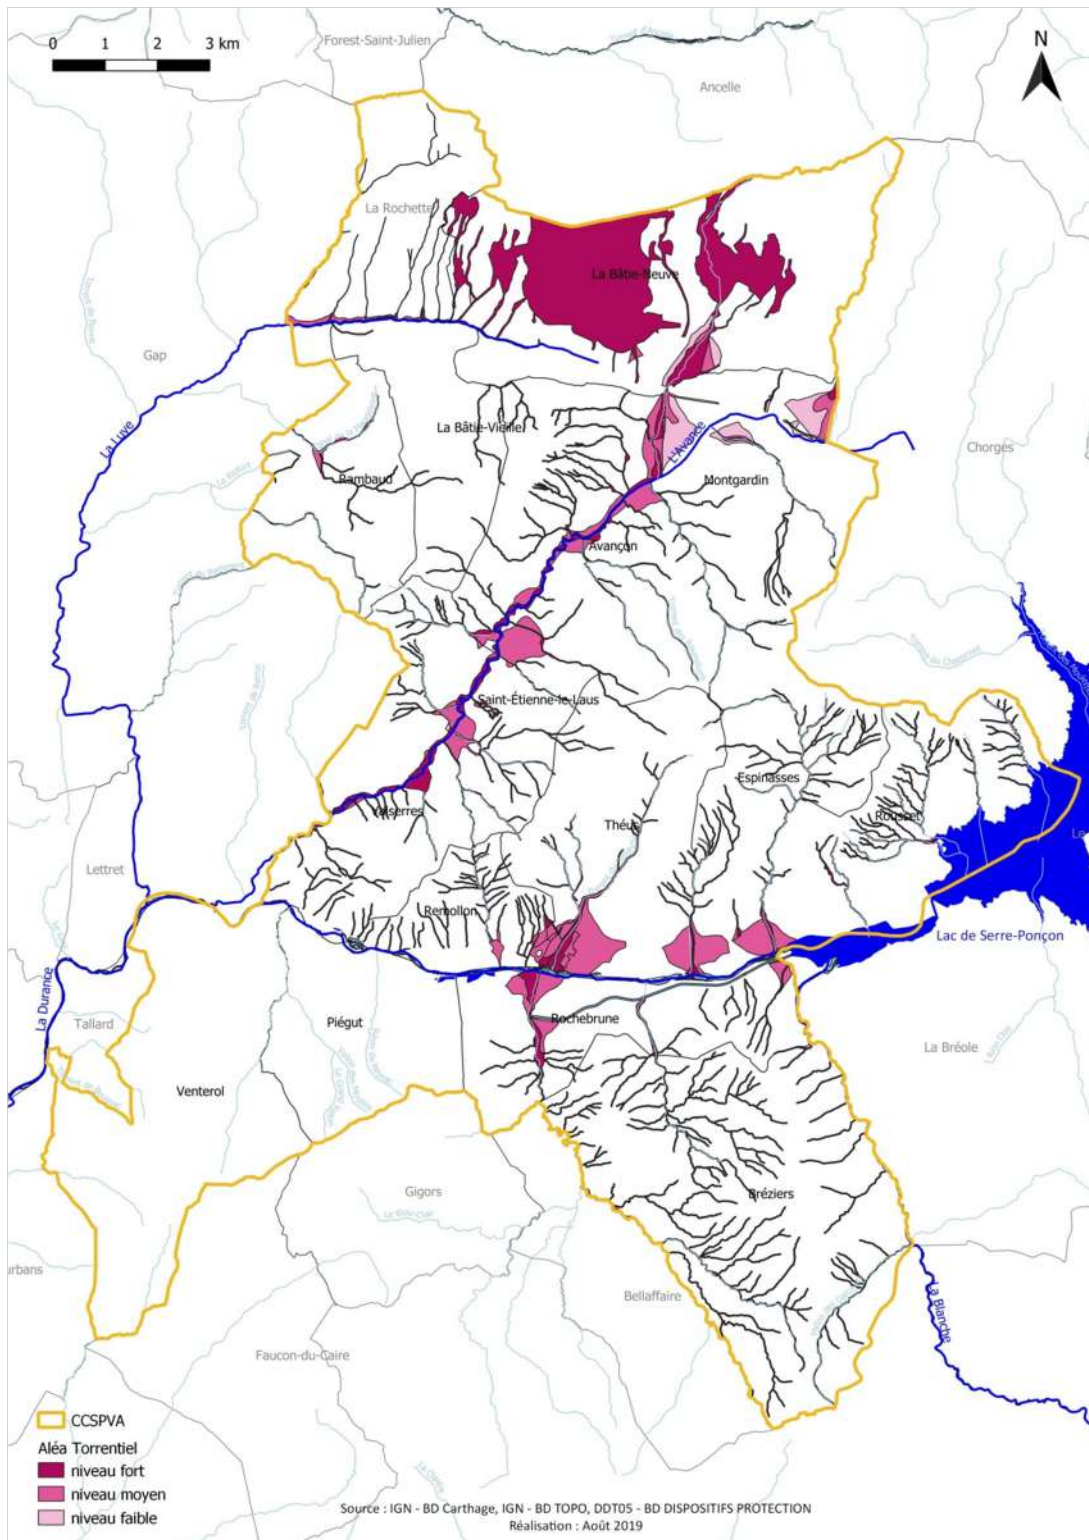 0 1 2 3 km
N
Forest-Saint-Julien
Ancelle
La Rochette
La Bâtie-Neuve
Gap
La Luye
La Bâtie-Vieille
L'Avance
Chorges
Rambaud
Montgardin
Avançon
Saint-Étienne-le-Laus
Espinasses
Rousset
Théus
Valserres
Lettret
Remollon
Lac de Serre-Ponçon
La Durance
Tallard
Piégut
Rochebrune
La Bréole
Venterol
Bréziers
Gigors
Bellaffaire
La Blanche
Faucon-du-Caire
CCSPVA
Aléa Torrentiel
niveau fort
niveau moyen
niveau faible
Source : IGN - BD Carthage, IGN - BD TOPO, DDT05 - BD DISPOSITIFS PROTECTION
Réalisation : Août 2019